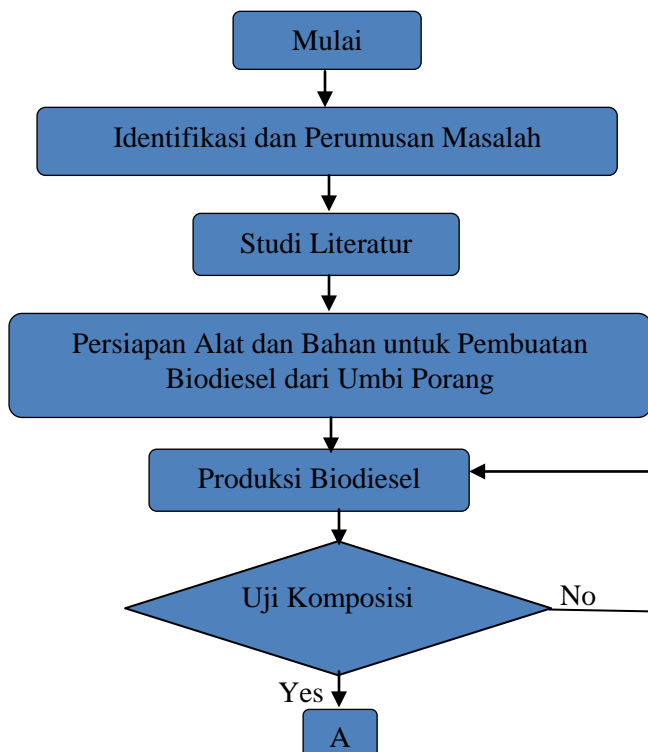 Mulai
Identifikasi dan Perumusan Masalah
Studi Literatur
Persiapan Alat dan Bahan untuk Pembuatan
Biodiesel dari Umbi Porang
Produksi Biodiesel
Uji Komposisi
No
Yes
A